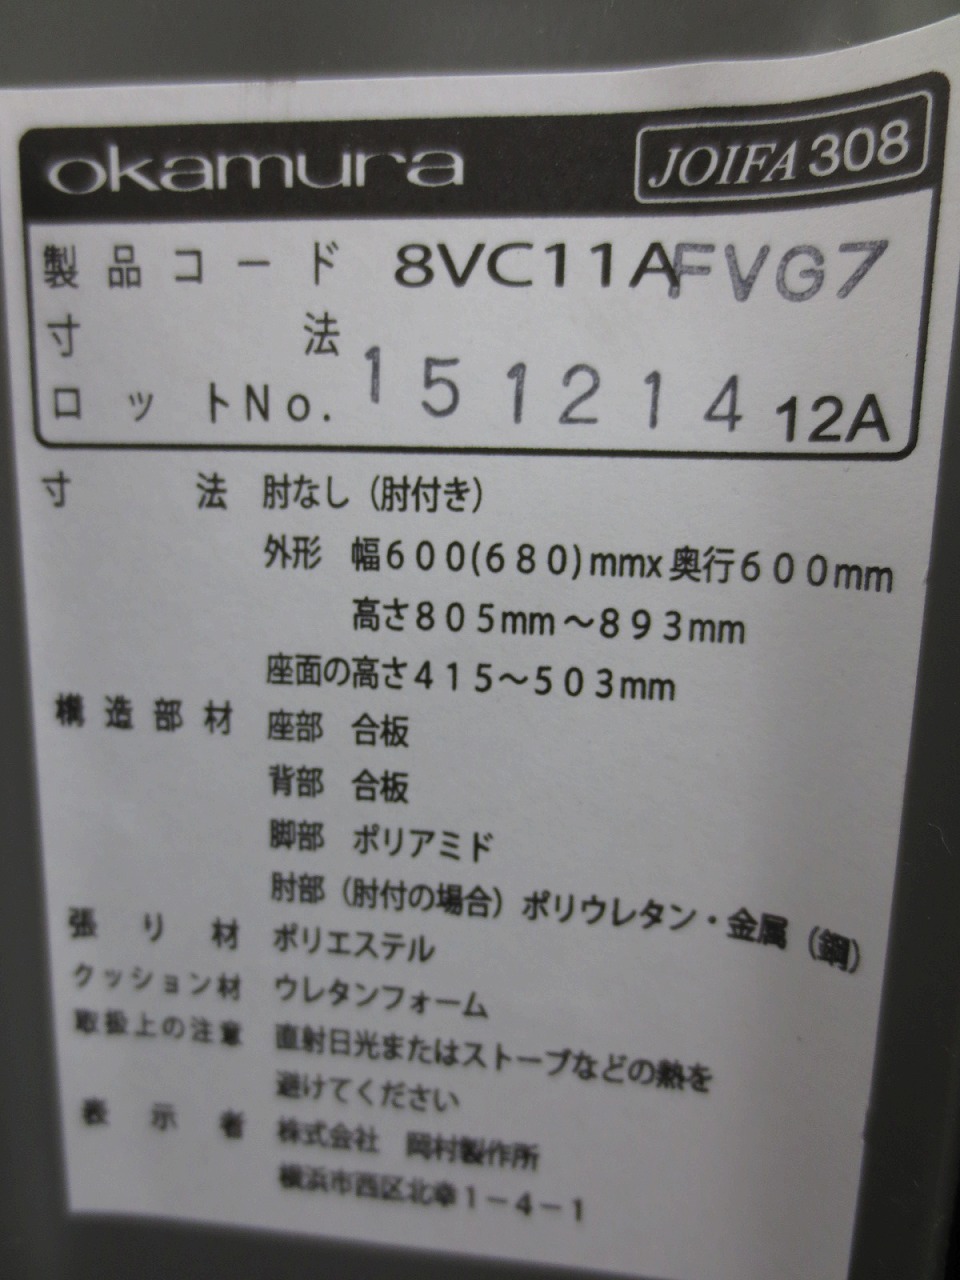 okamura JOIFA 308
製品コード 8VC11AFVG7
寸法
ロットNo. 151214 12A
寸法 肘なし（肘付き）
外形 幅600(680)mmx奥行600mm
高さ805mm～893mm
座面の高さ415～503mm
構造部材 座部 合板
背部 合板
脚部 ポリアミド
肘部（肘付の場合）ポリウレタン・金属（鋼）
張り材 ポリエステル
クッション材 ウレタンフォーム
取扱上の注意 直射日光またはストーブなどの熱を
避けてください
表示者 株式会社 岡村製作所
横浜市西区北幸1－4－1